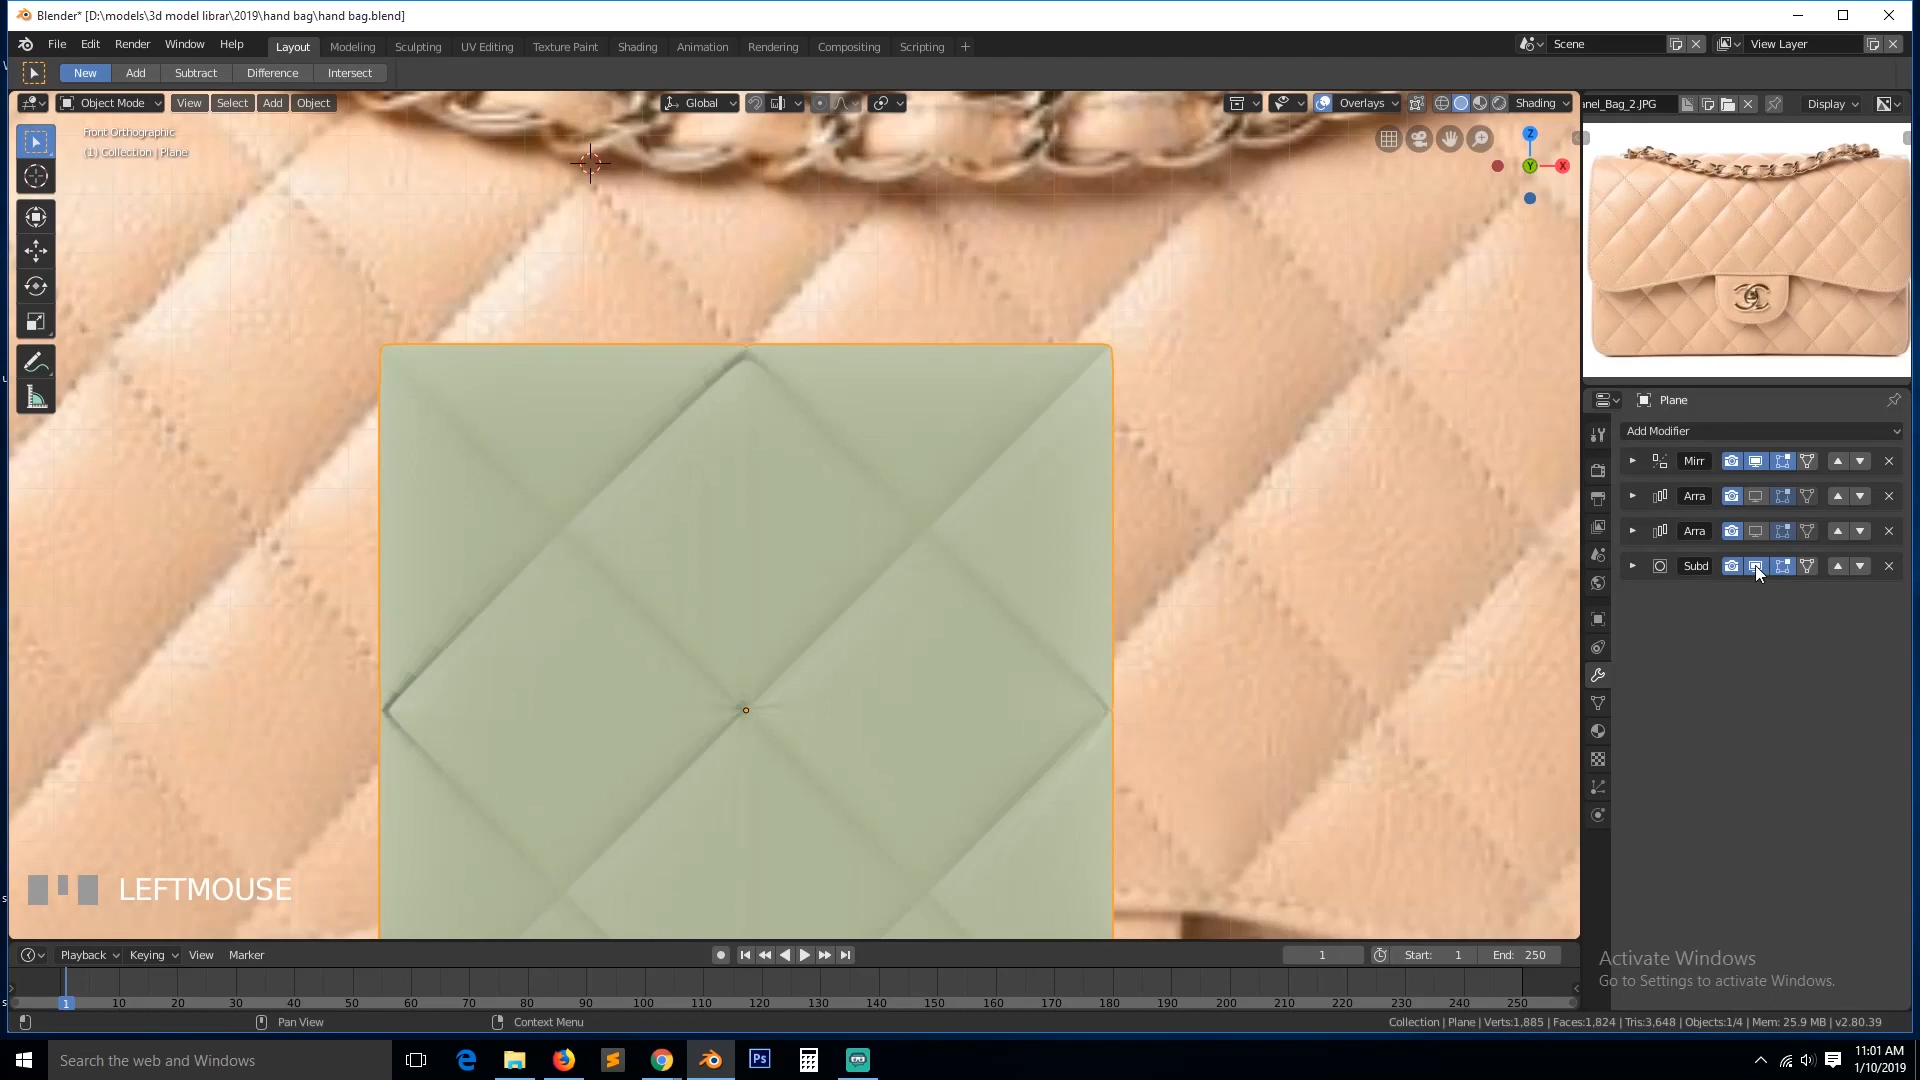 Blender* [D:\models\3d model librar\2019\hand bag\hand bag.blend]
File Edit Render Window Help Layout Modeling Sculpting UV Editing Texture Paint Shading Animation Rendering Compositing Scripting + Scene View Layer
New Add Subtract Difference Intersect
Object Mode View Select Add Object Global Overlays Shading anel_Bag_2.JPG Display
Front Orthographic
(1) Collection | Plane
Z
Y
X
Plane
Add Modifier
Mirr
Arra
Arra
Subd
LEFTMOUSE
Playback Keying View Marker 1 Start: 1 End: 250
Activate Windows
Go to Settings to activate Windows.
1 10 20 30 40 50 60 70 80 90 100 110 120 130 140 150 160 170 180 190 200 210 220 230 240 250
Pan View Context Menu Collection | Plane | Verts:1,885 | Faces:1,824 | Tris:3,648 | Objects:1/4 | Mem: 25.9 MB | v2.80.39
Search the web and Windows
Ps
11:01 AM
1/10/2019